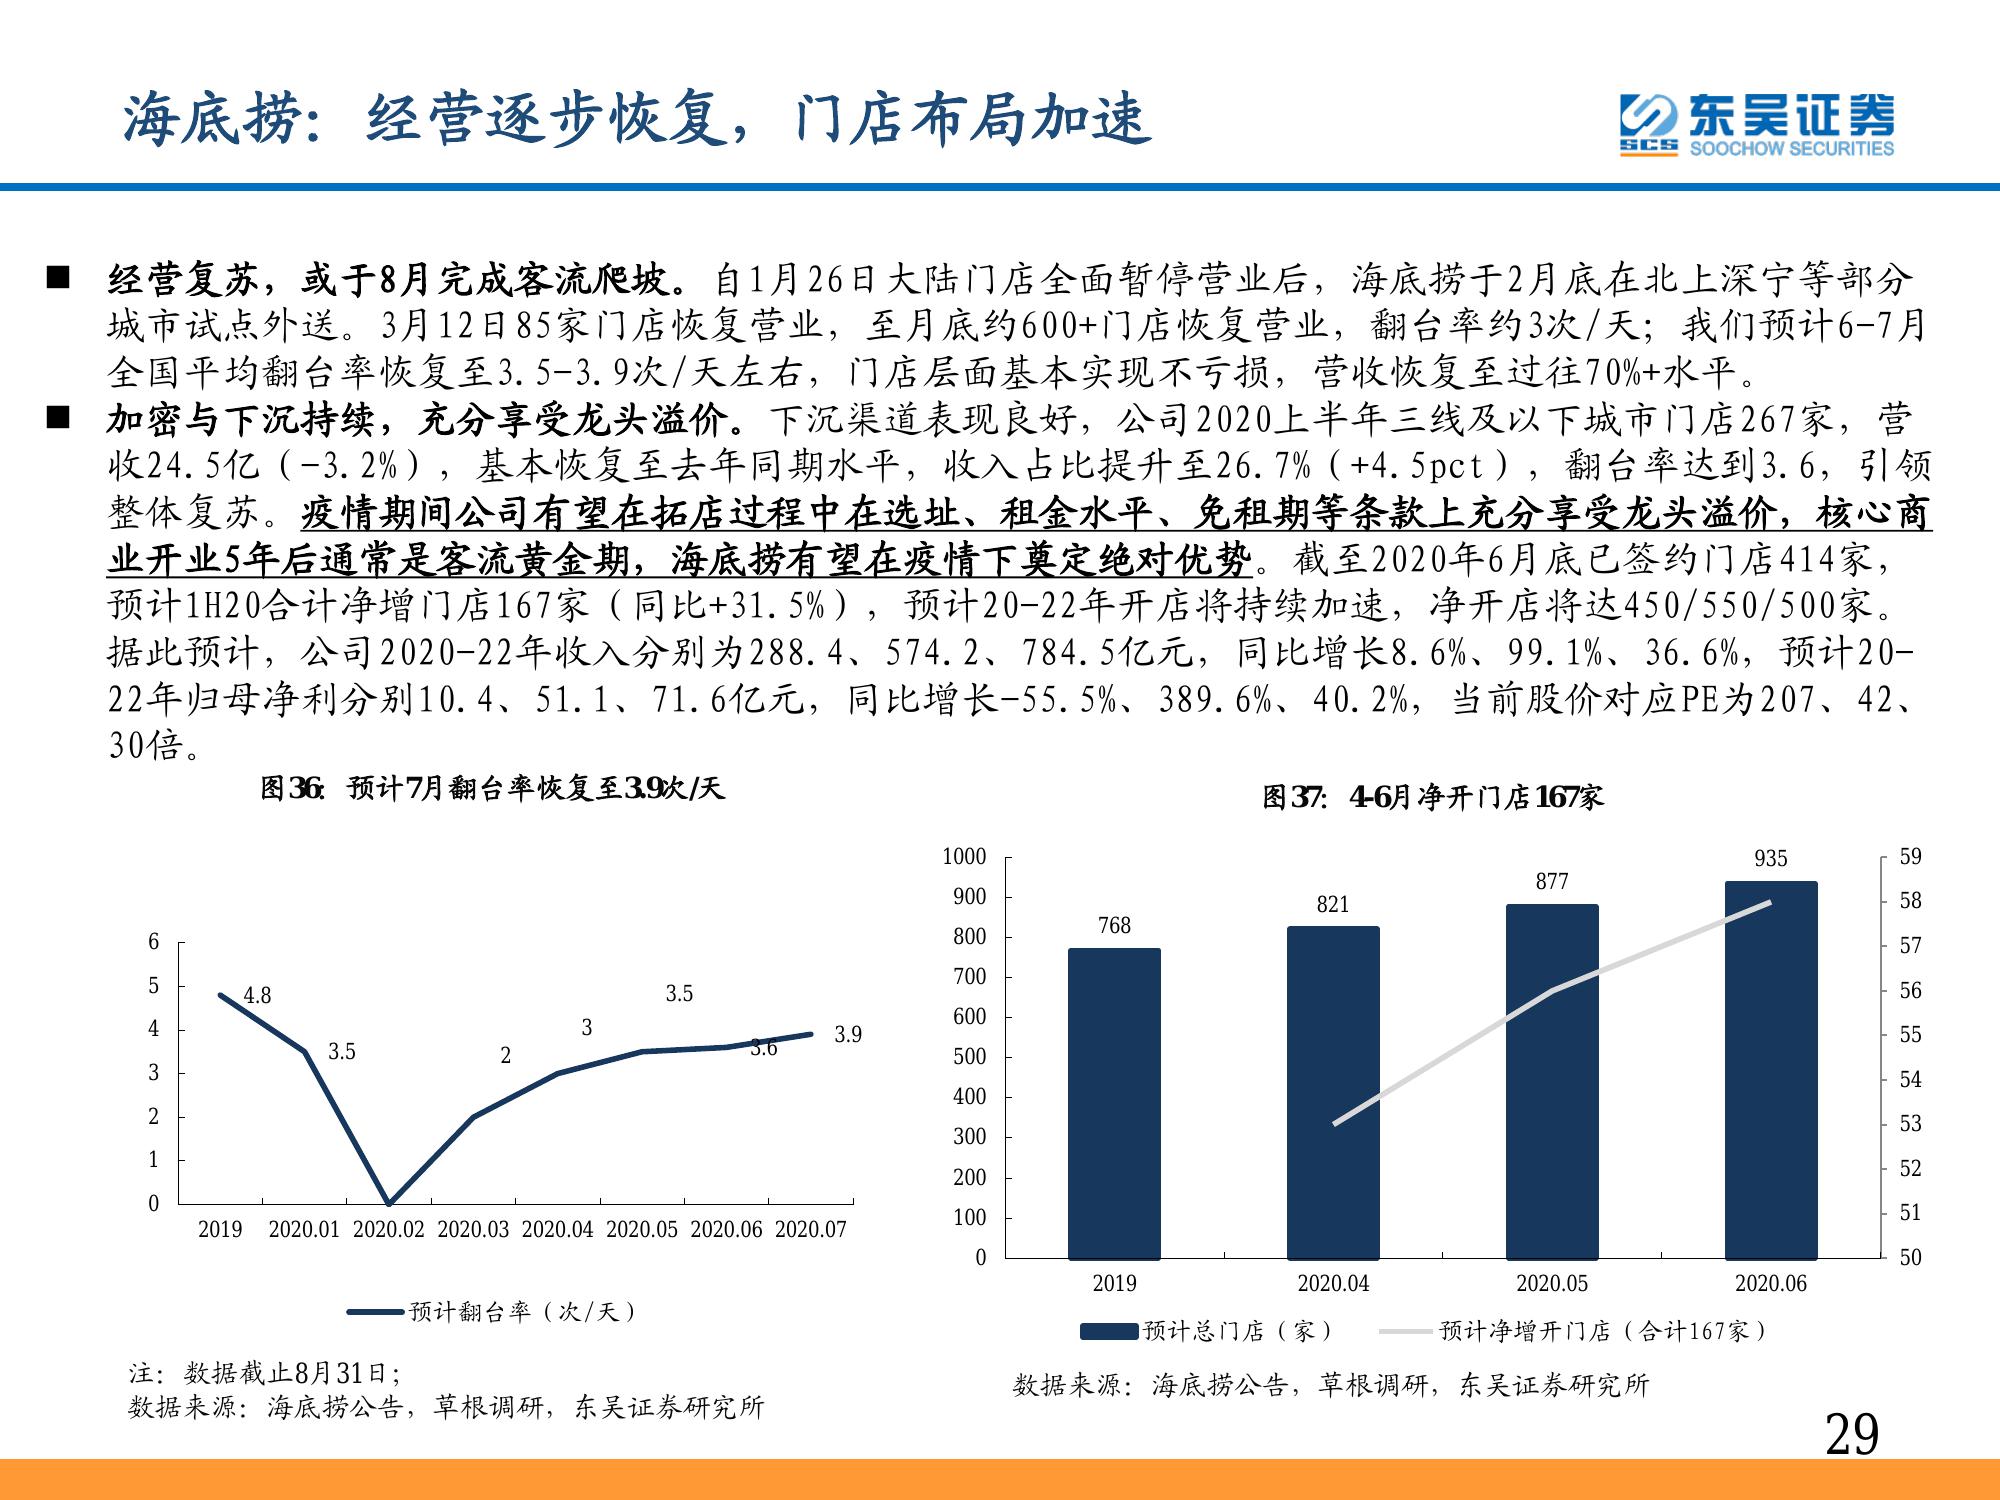 海底捞：经营逐步恢复，门店布局加速
东吴证券
SCS
SOOCHOW SECURITIES
■ 经营复苏，或于8月完成客流爬坡。自1月26日大陆门店全面暂停营业后，海底捞于2月底在北上深宁等部分
城市试点外送。3月12日85家门店恢复营业，至月底约600+门店恢复营业，翻台率约3次/天；我们预计6-7月
全国平均翻台率恢复至3.5-3.9次/天左右，门店层面基本实现不亏损，营收恢复至过往70%+水平。
■ 加密与下沉持续，充分享受龙头溢价。下沉渠道表现良好，公司2020上半年三线及以下城市门店267家，营
收24.5亿（-3.2%），基本恢复至去年同期水平，收入占比提升至26.7%（+4.5pct），翻台率达到3.6，引领
整体复苏。疫情期间公司有望在拓店过程中在选址、租金水平、免租期等条款上充分享受龙头溢价，核心商
业开业5年后通常是客流黄金期，海底捞有望在疫情下奠定绝对优势。截至2020年6月底已签约门店414家，
预计1H20合计净增门店167家（同比+31.5%），预计20-22年开店将持续加速，净开店将达450/550/500家。
据此预计，公司2020-22年收入分别为288.4、574.2、784.5亿元，同比增长8.6%、99.1%、36.6%，预计20-
22年归母净利分别10.4、51.1、71.6亿元，同比增长-55.5%、389.6%、40.2%，当前股价对应PE为207、42、
30倍。
图36：预计7月翻台率恢复至3.9次/天
6
5
4
3
2
1
0
4.8
3.5
2
3
3.5
3.6
3.9
2019 2020.01 2020.02 2020.03 2020.04 2020.05 2020.06 2020.07
预计翻台率（次/天）
注：数据截止8月31日；
数据来源：海底捞公告，草根调研，东吴证券研究所
图37：4-6月净开门店167家
1000
900
800
700
600
500
400
300
200
100
0
768
821
877
935
59
58
57
56
55
54
53
52
51
50
2019 2020.04 2020.05 2020.06
预计总门店（家） 预计净增开门店（合计167家）
数据来源：海底捞公告，草根调研，东吴证券研究所
29